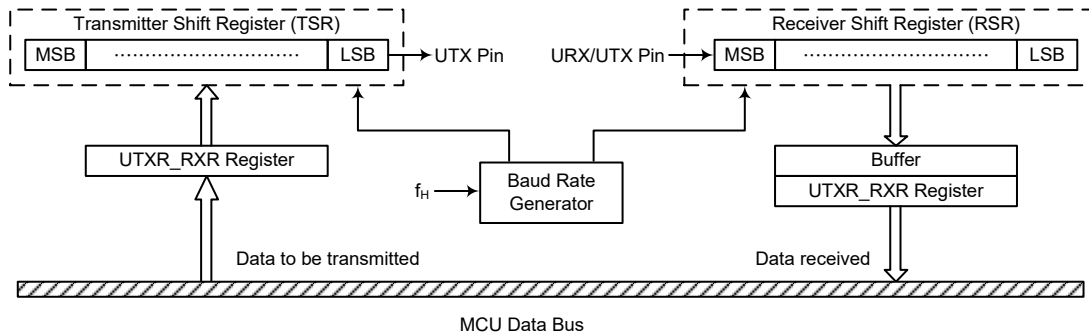 Transmitter Shift Register (TSR)
MSB ………………………… LSB
UTX Pin
Receiver Shift Register (RSR)
URX/UTX Pin
MSB ………………………… LSB
UTXR_RXR Register
fH
Baud Rate
Generator
Buffer
UTXR_RXR Register
Data to be transmitted
Data received
MCU Data Bus